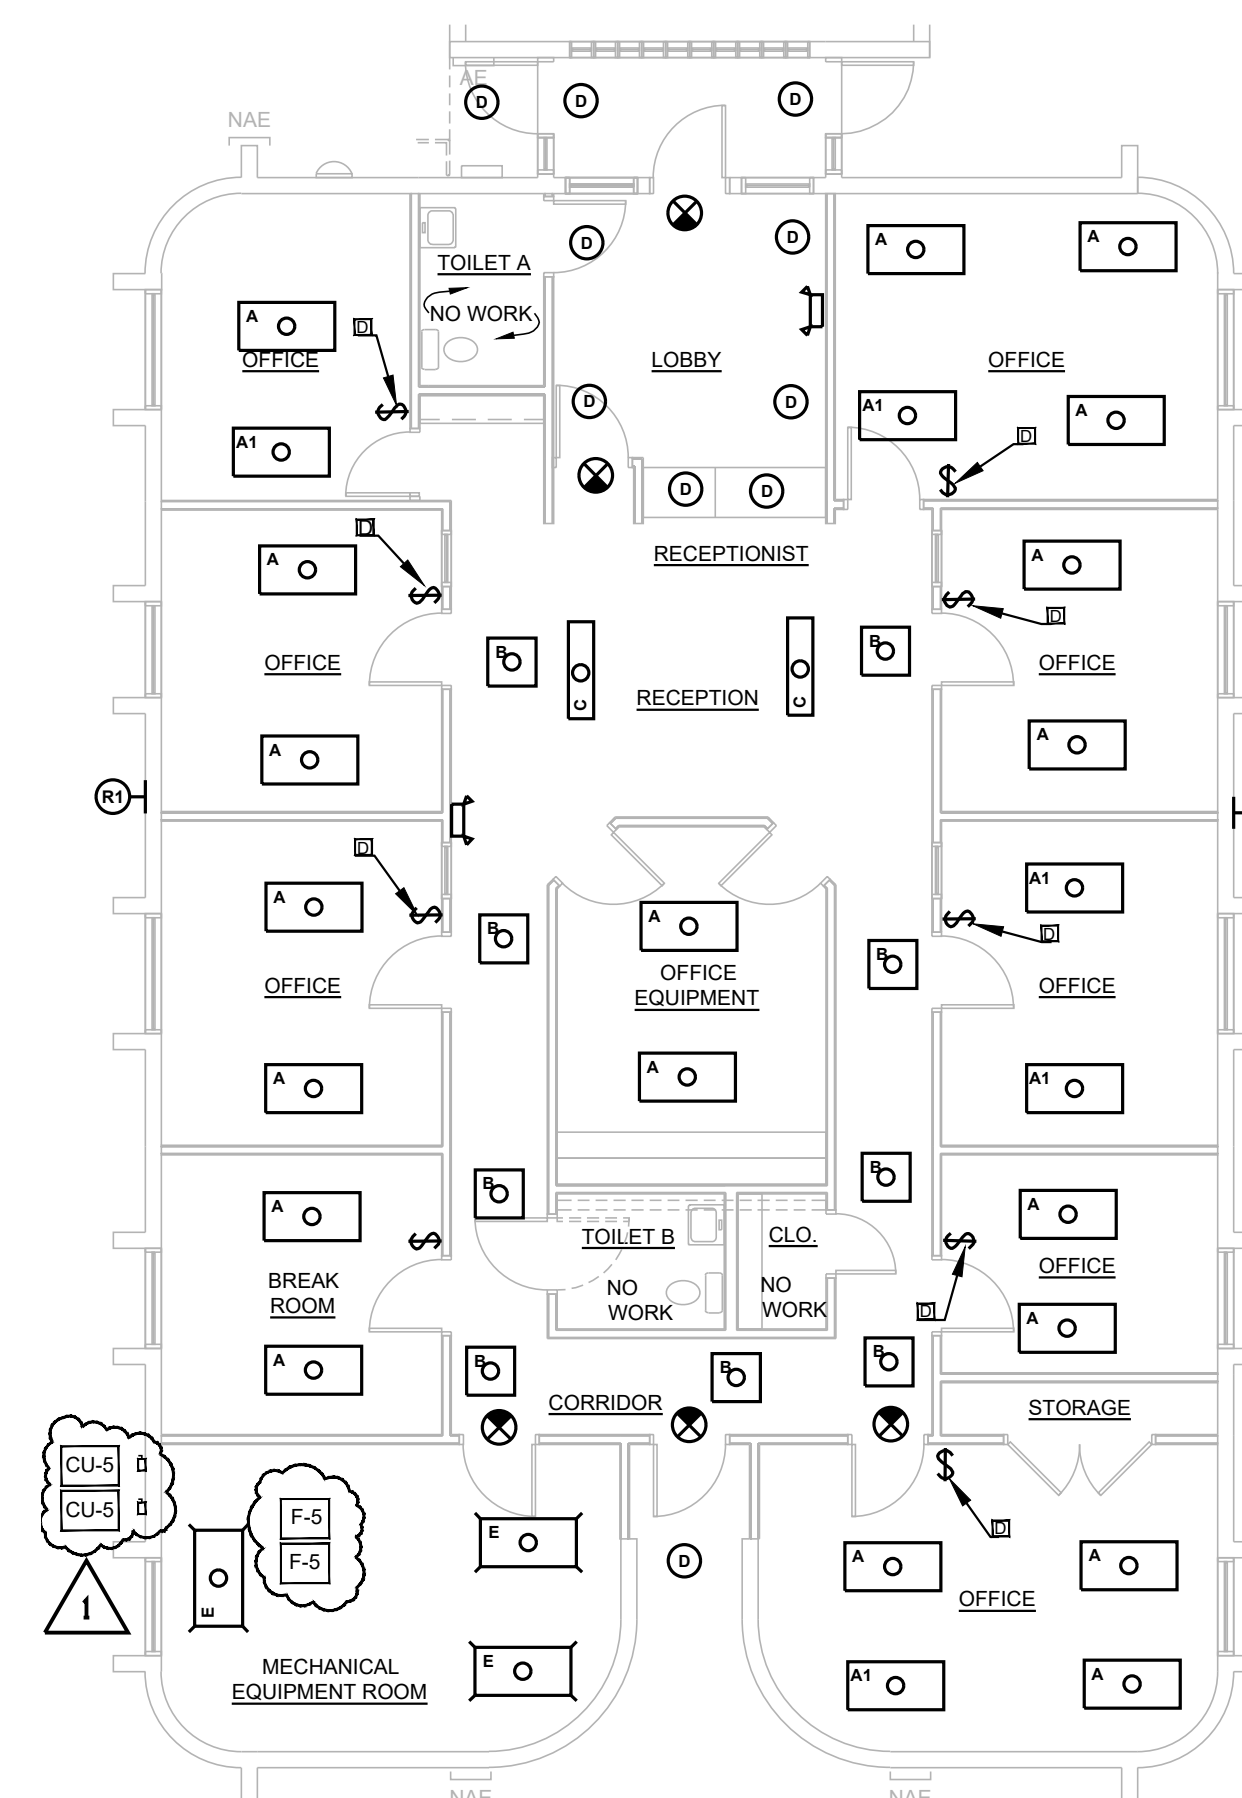 AE
D
D
D
NAE
D
D
TOILET A
NO WORK
A
A
A
D
OFFICE
LOBBY
OFFICE
D
D
A1
A
A1
D
D
D
D
RECEPTIONIST
A
A
D
B
B
OFFICE
OFFICE
C
C
RECEPTION
A
A
R1
D
A
A1
A
B
D
B
OFFICE
EQUIPMENT
OFFICE
OFFICE
A
A
A1
B
B
A
A
TOILET B
CLO.
OFFICE
BREAK
ROOM
NO
WORK
NO
WORK
D
A
A
B
B
B
CORRIDOR
STORAGE
CU-5
CU-5
F-5
F-5
E
D
E
D
A
A
1
E
OFFICE
MECHANICAL
EQUIPMENT ROOM
E
A1
A
NAE
NAE